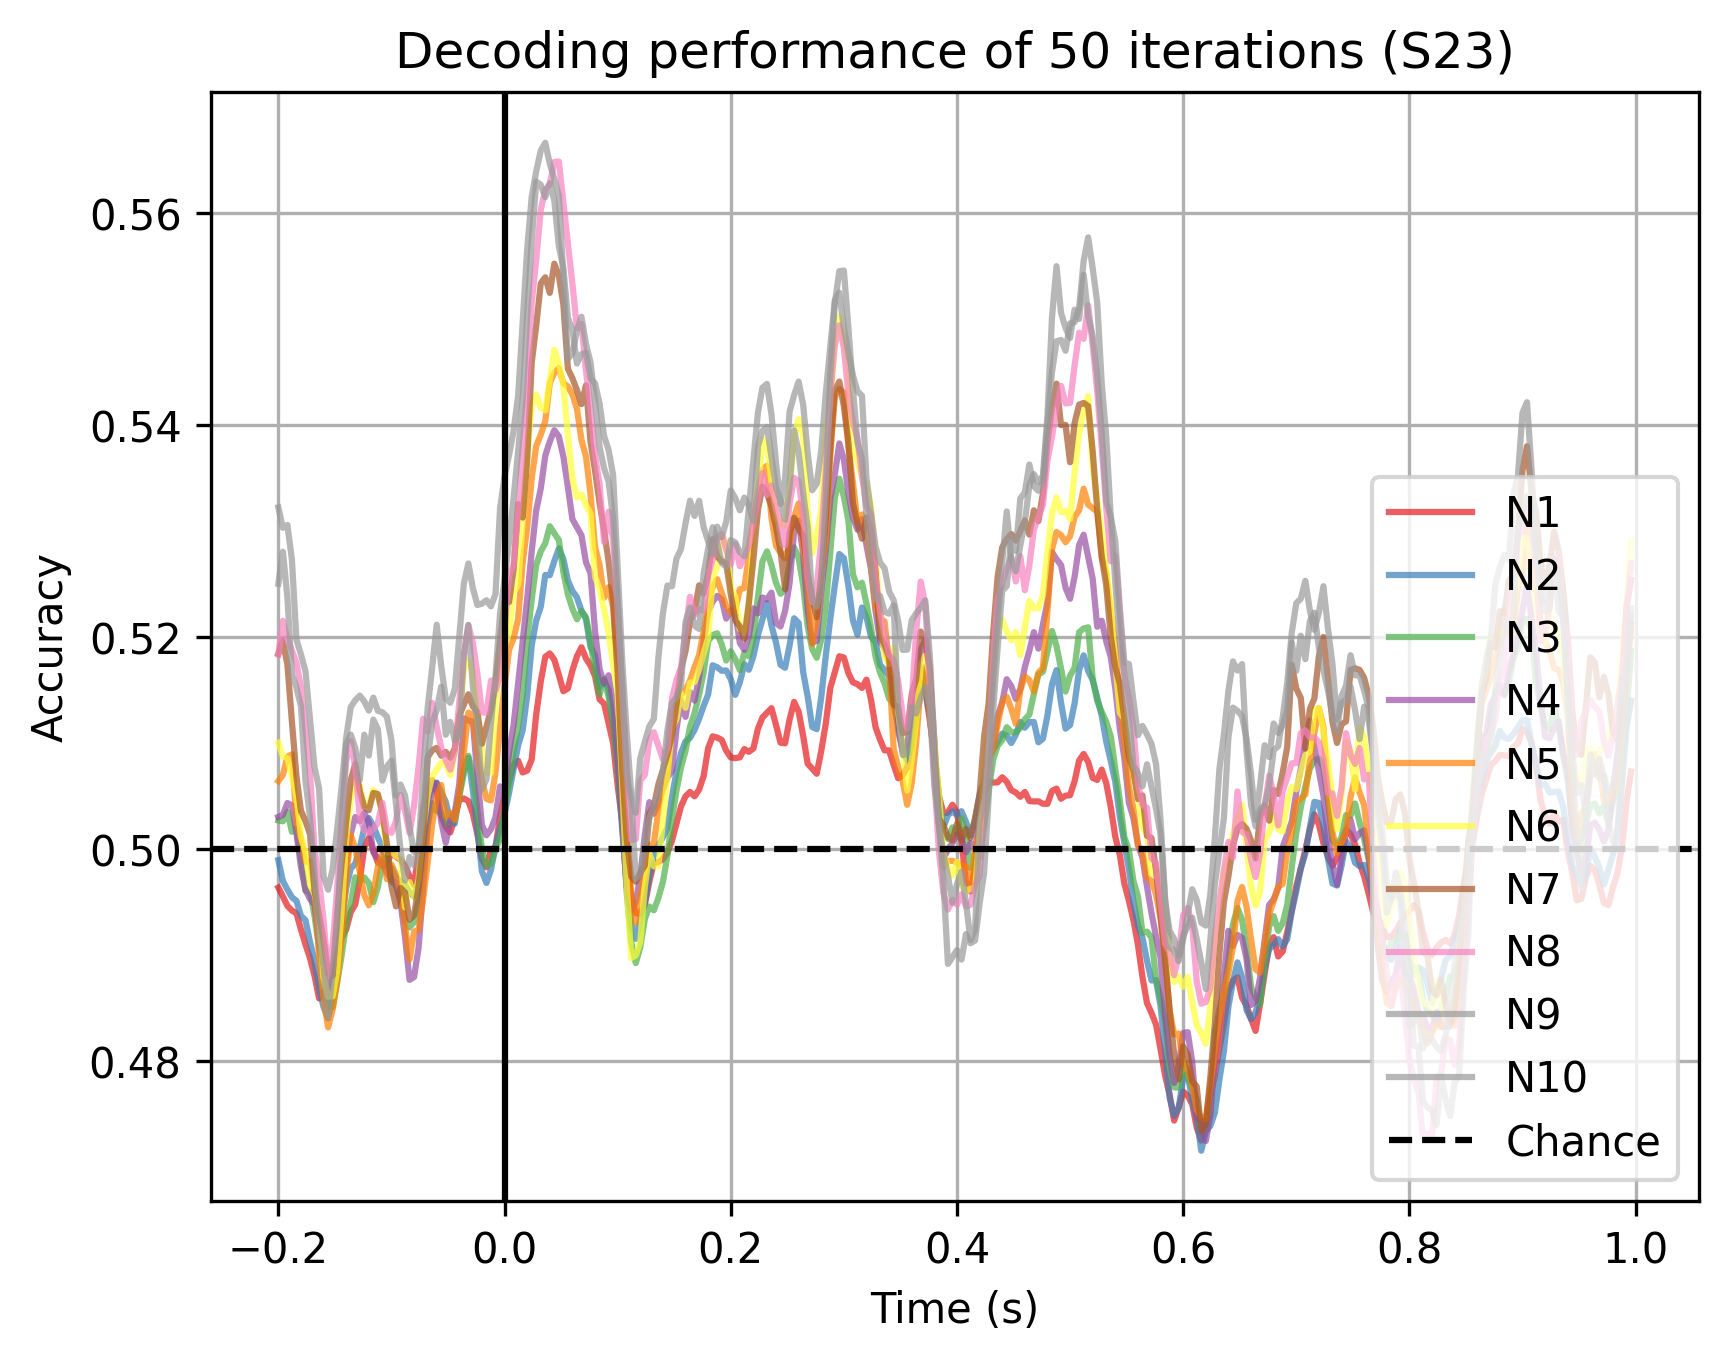 Decoding performance of 50 iterations (S23)
Accuracy
0.56
0.54
0.52
0.50
0.48
−0.2
0.0
0.2
0.4
0.6
0.8
1.0
Time (s)
N1
N2
N3
N4
N5
N6
N7
N8
N9
N10
Chance